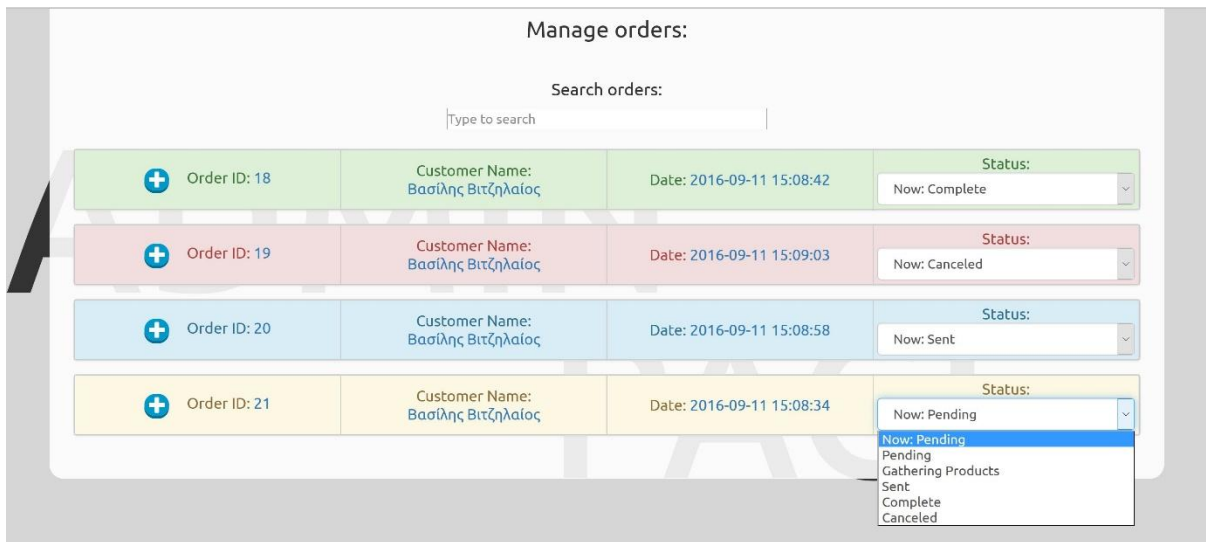 Manage orders:
Search orders:
Type to search
Order ID: 18
Customer Name:
Βασίλης Βιτζηλαίος
Date: 2016-09-11 15:08:42
Status:
Now: Complete
Order ID: 19
Customer Name:
Βασίλης Βιτζηλαίος
Date: 2016-09-11 15:09:03
Status:
Now: Canceled
Order ID: 20
Customer Name:
Βασίλης Βιτζηλαίος
Date: 2016-09-11 15:08:58
Status:
Now: Sent
Order ID: 21
Customer Name:
Βασίλης Βιτζηλαίος
Date: 2016-09-11 15:08:34
Status:
Now: Pending
Now: Pending
Pending
Gathering Products
Sent
Complete
Canceled
ADMIN